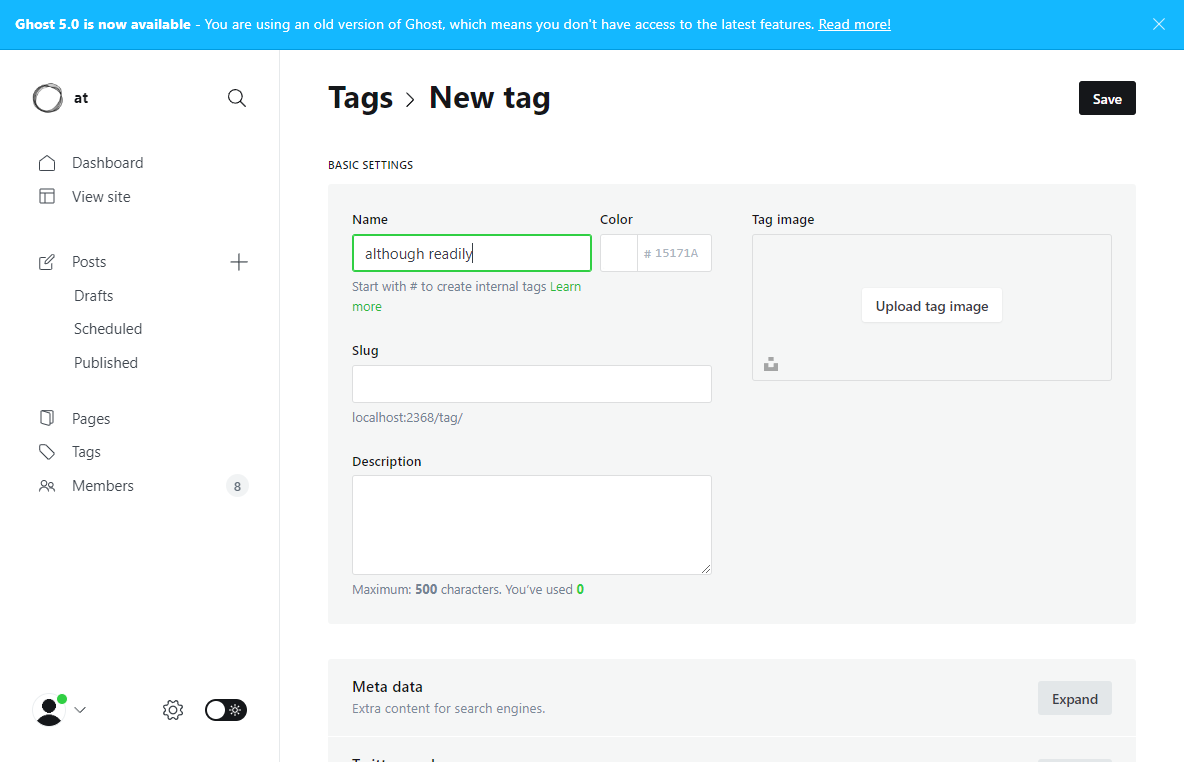 Ghost 5.0 is now available - You are using an old version of Ghost, which means you don't have access to the latest features. Read more!
at
Dashboard
View site
Posts
Drafts
Scheduled
Published
Pages
Tags
Members 8
Tags > New tag
Save
BASIC SETTINGS
Name
Color
Tag image
although readily
# 15171A
Start with # to create internal tags Learn
more
Upload tag image
Slug
localhost:2368/tag/
Description
Maximum: 500 characters. You've used 0
Meta data
Extra content for search engines.
Expand